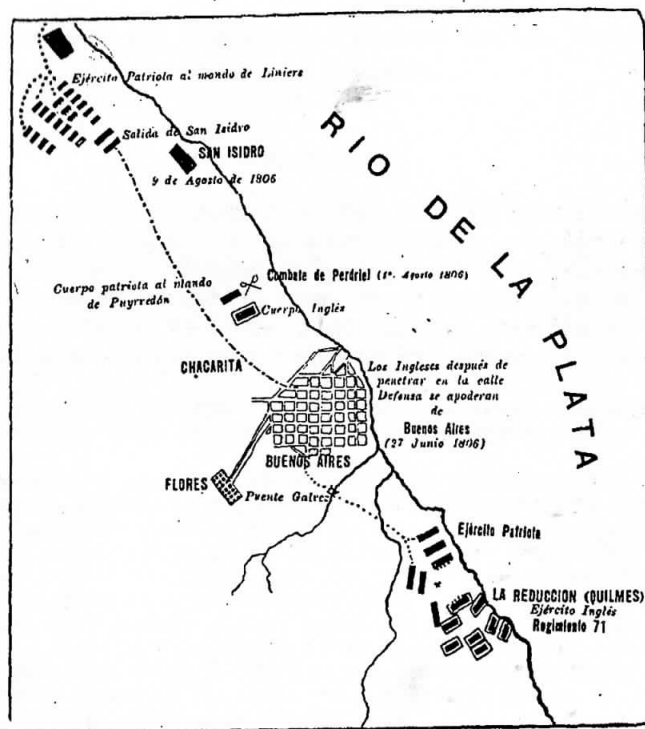 Ejército Patriota al mando de Liniers
Salida de San Isidro
SAN ISIDRO
9 de Agosto de 1806
RIO DE LA PLATA
Combate de Perdriel (1º. Agosto 1806)
Cuerpo patriota al mando
de Puyrredón
Cuerpo Inglés
CHACARITA
Los Ingleses después de
penetrar en la calle
Defensa se apoderan
de
Buenos Aires
(27 Junio 1806)
BUENOS AIRES
FLORES
Puente Galvez
Ejército Patriota
LA REDUCCION (QUILMES)
Ejército Inglés
Regimiento 71